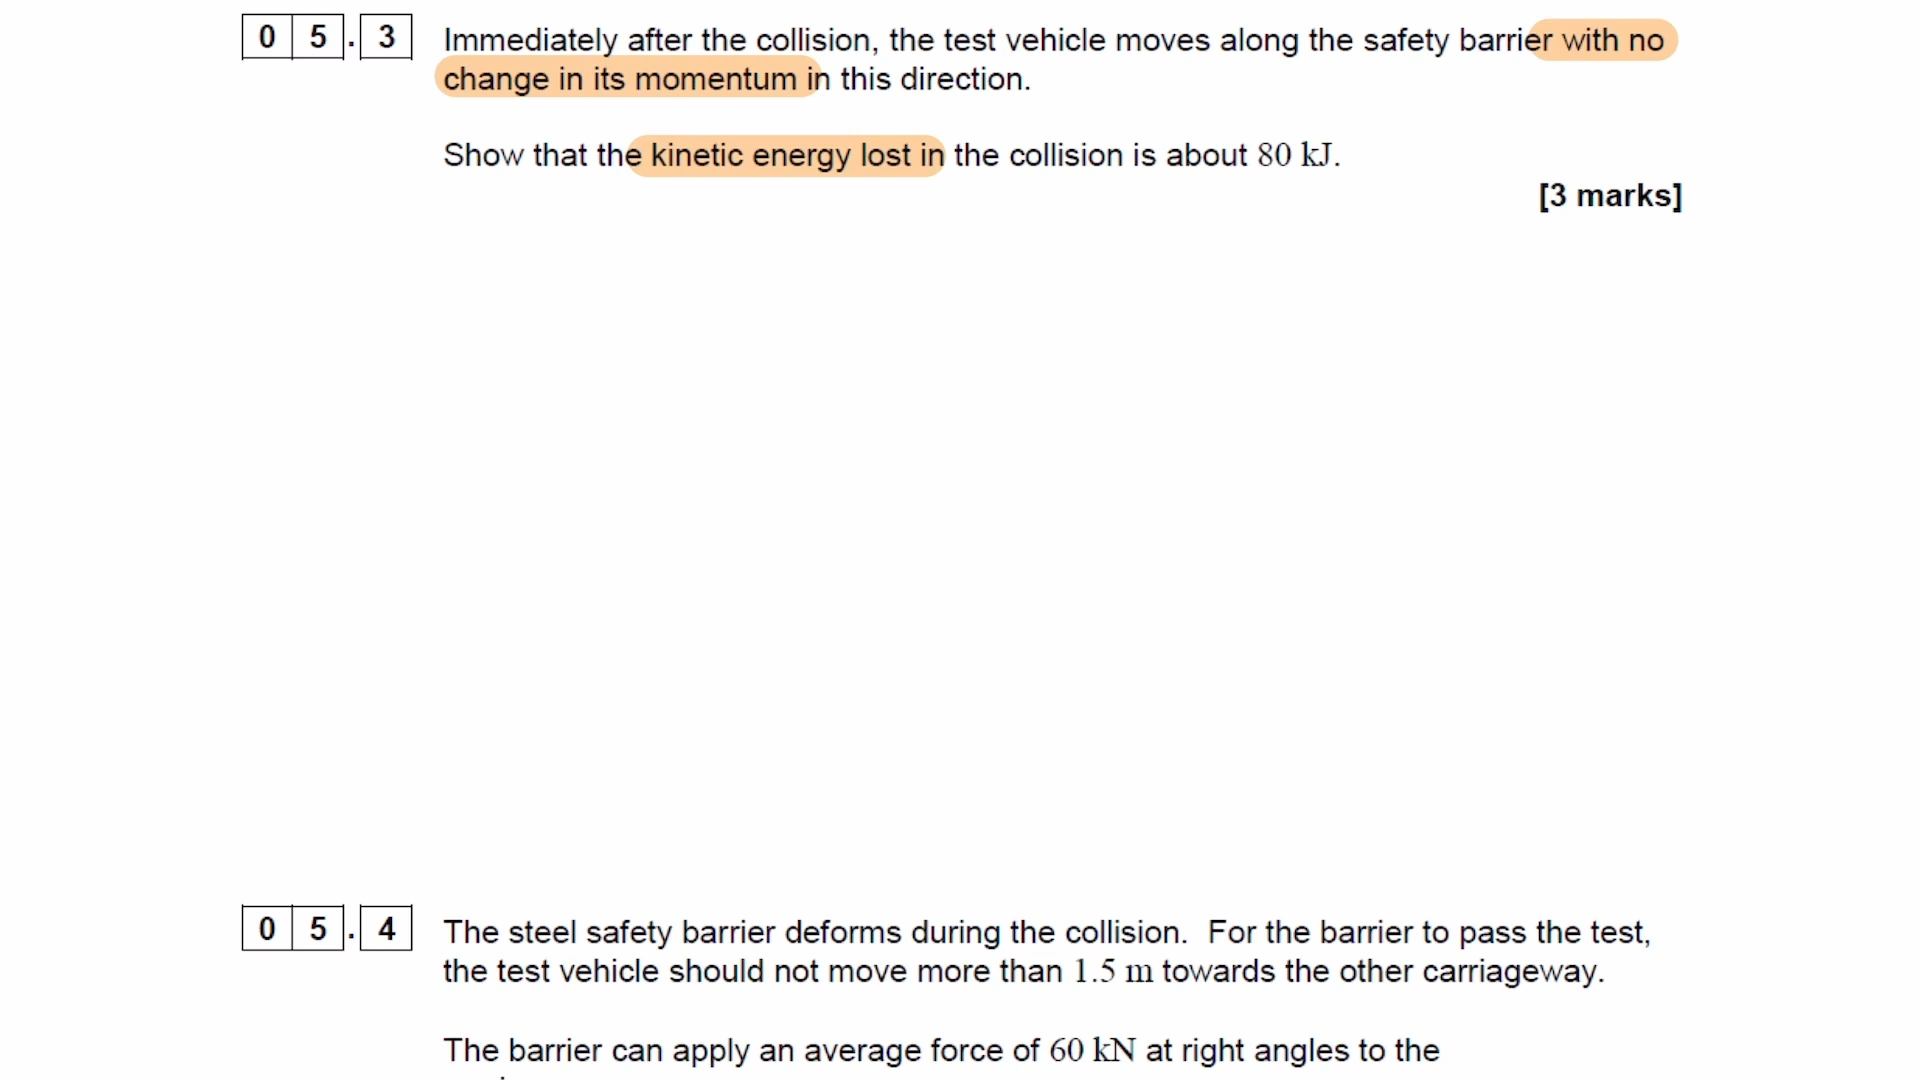 05.3 Immediately after the collision, the test vehicle moves along the safety barrier with no
change in its momentum in this direction.
Show that the kinetic energy lost in the collision is about 80 kJ.
[3 marks]
05.4 The steel safety barrier deforms during the collision. For the barrier to pass the test,
the test vehicle should not move more than 1.5 m towards the other carriageway.
The barrier can apply an average force of 60 kN at right angles to the